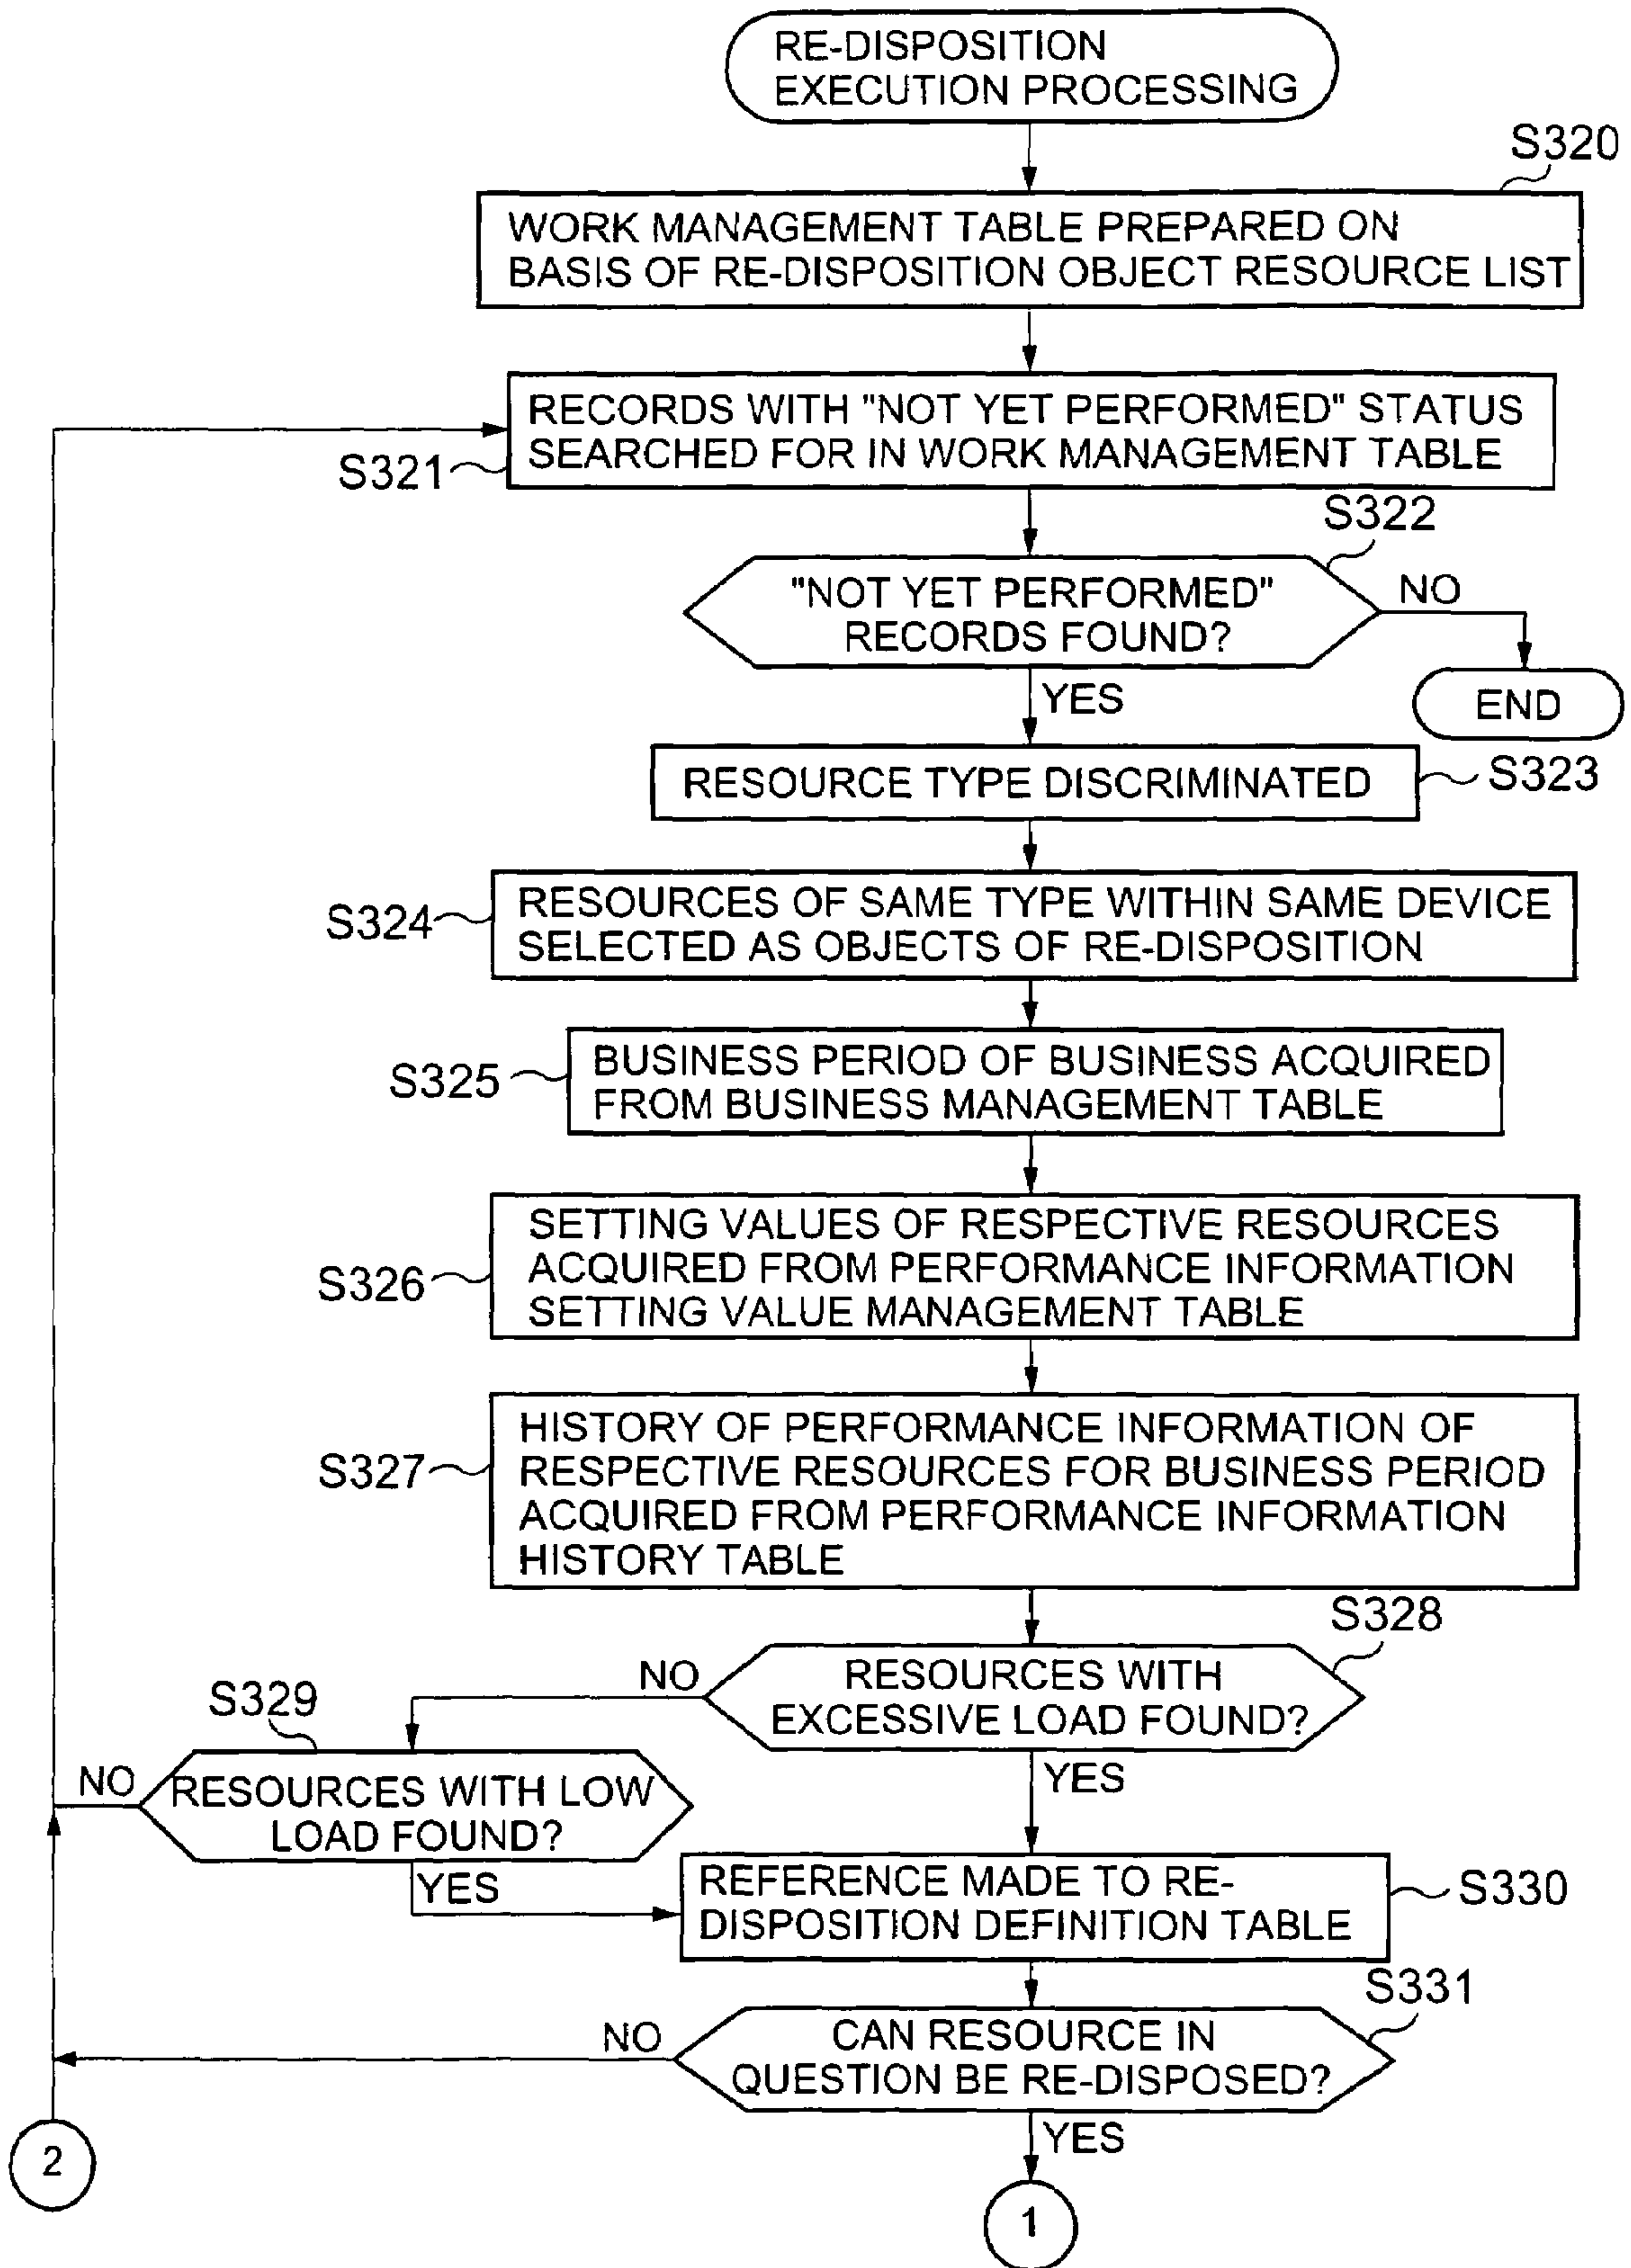 RE-DISPOSITION
EXECUTION PROCESSING
S320
WORK MANAGEMENT TABLE PREPARED ON
BASIS OF RE-DISPOSITION OBJECT RESOURCE LIST
RECORDS WITH "NOT YET PERFORMED" STATUS
SEARCHED FOR IN WORK MANAGEMENT TABLE
S321
S322
"NOT YET PERFORMED"
RECORDS FOUND?
NO
YES
END
RESOURCE TYPE DISCRIMINATED
S323
S324
RESOURCES OF SAME TYPE WITHIN SAME DEVICE
SELECTED AS OBJECTS OF RE-DISPOSITION
S325
BUSINESS PERIOD OF BUSINESS ACQUIRED
FROM BUSINESS MANAGEMENT TABLE
S326
SETTING VALUES OF RESPECTIVE RESOURCES
ACQUIRED FROM PERFORMANCE INFORMATION
SETTING VALUE MANAGEMENT TABLE
S327
HISTORY OF PERFORMANCE INFORMATION OF
RESPECTIVE RESOURCES FOR BUSINESS PERIOD
ACQUIRED FROM PERFORMANCE INFORMATION
HISTORY TABLE
S328
RESOURCES WITH
EXCESSIVE LOAD FOUND?
NO
YES
S329
RESOURCES WITH LOW
LOAD FOUND?
NO
YES
REFERENCE MADE TO RE-
DISPOSITION DEFINITION TABLE
S330
S331
CAN RESOURCE IN
QUESTION BE RE-DISPOSED?
NO
YES
2
1